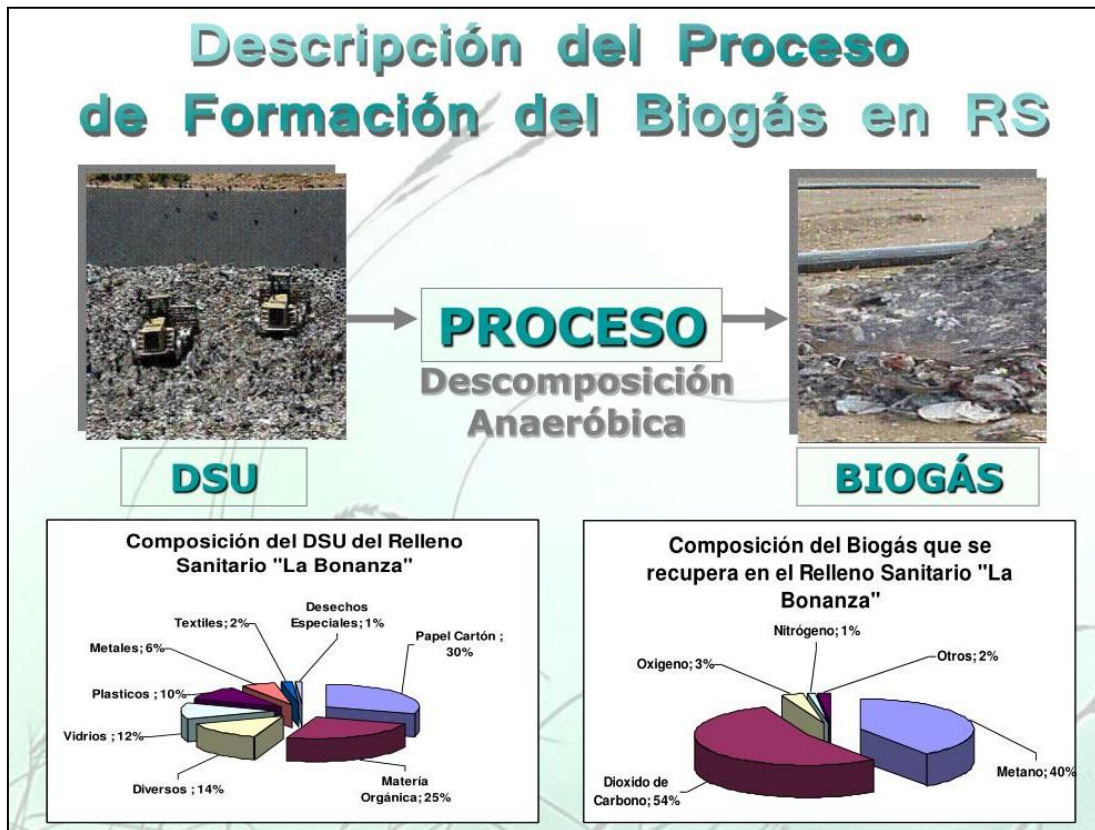 Descripción del Proceso
de Formación del Biogás en RS
PROCESO
Descomposición
Anaeróbica
DSU
BIOGÁS
Composición del DSU del Relleno
Sanitario "La Bonanza"
Desechos
Especiales; 1%
Textiles; 2%
Metales; 6%
Plasticos ; 10%
Vidrios ; 12%
Diversos ; 14%
Matería
Orgánica; 25%
Papel Cartón ;
30%
Composición del Biogás que se
recupera en el Relleno Sanitario "La
Bonanza"
Nitrógeno; 1%
Oxigeno; 3%
Otros; 2%
Dioxido de
Carbono; 54%
Metano; 40%